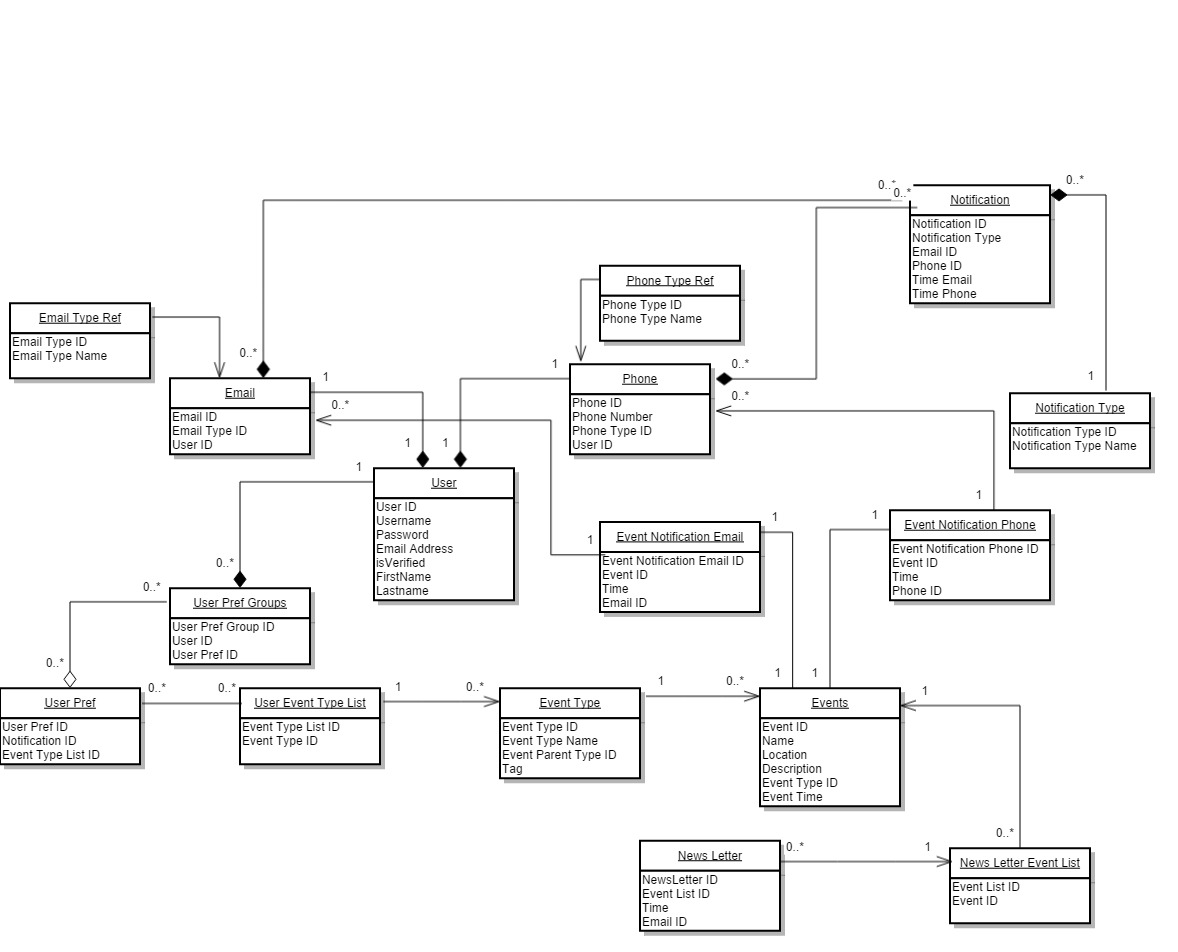 0..*
0..*
0..*
Notification
Notification ID
Notification Type
Email ID
Phone ID
Time Email
Time Phone
Phone Type Ref
Phone Type ID
Phone Type Name
Email Type Ref
Email Type ID
Email Type Name
0..*
1
1
0..*
1
Email
Email ID
Email Type ID
User ID
0..*
Phone
Phone ID
Phone Number
Phone Type ID
User ID
0..*
Notification Type
Notification Type ID
Notification Type Name
1
1
1
User
User ID
Username
Password
Email Address
isVerified
FirstName
Lastname
1
1
1
1
Event Notification Email
Event Notification Email ID
Event ID
Time
Email ID
Event Notification Phone
Event Notification Phone ID
Event ID
Time
Phone ID
0..*
0..*
User Pref Groups
User Pref Group ID
User ID
User Pref ID
0..*
User Pref
User Pref ID
Notification ID
Event Type List ID
0..*
0..*
User Event Type List
Event Type List ID
Event Type ID
1
0..*
Event Type
Event Type ID
Event Type Name
Event Parent Type ID
Tag
1
0..*
1
1
Events
Event ID
Name
Location
Description
Event Type ID
Event Time
1
0..*
News Letter
NewsLetter ID
Event List ID
Time
Email ID
0..*
1
News Letter Event List
Event List ID
Event ID